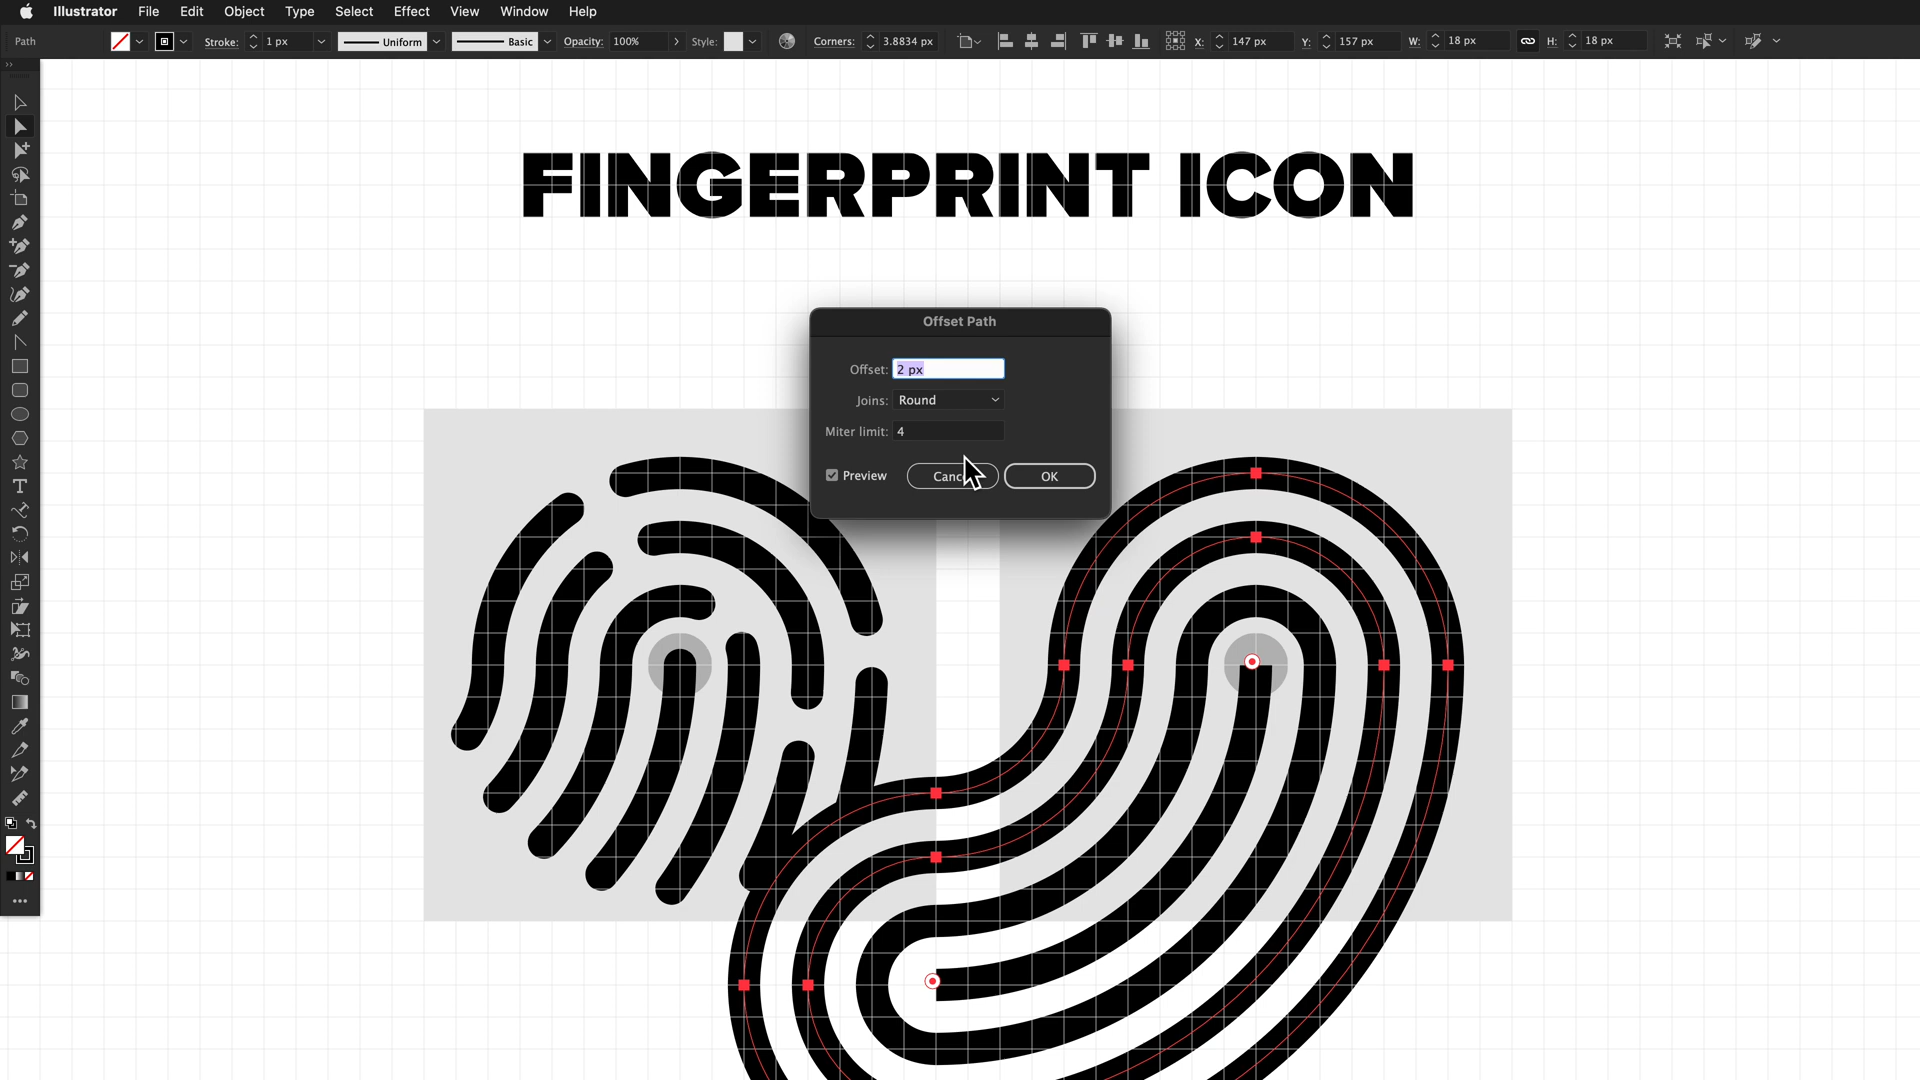 Illustrator File Edit Object Type Select Effect View Window Help
Path Stroke: 1 px Uniform Basic Opacity: 100% Style: Corners: 3.8834 px X: 147 px Y: 157 px W: 18 px H: 18 px
FINGERPRINT ICON
Offset Path
Offset: 2 px
Joins: Round
Miter limit: 4
Preview OK